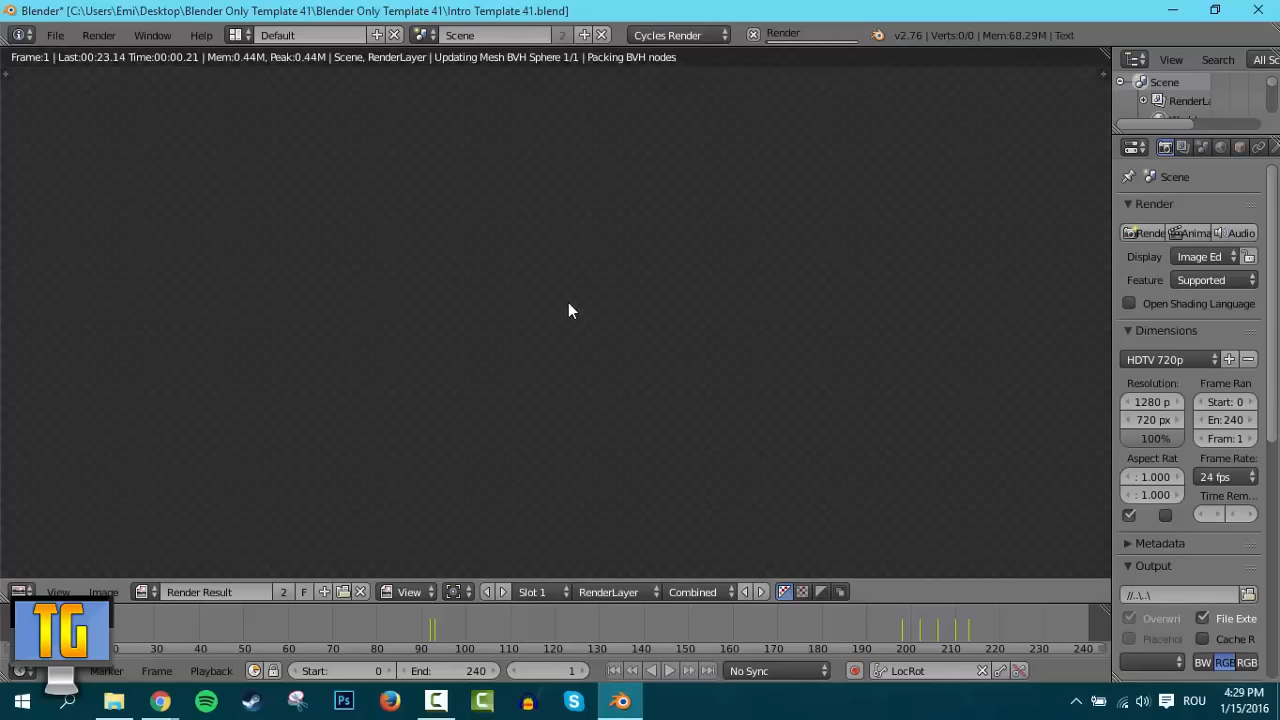 Blender* [C:\Users\Emi\Desktop\Blender Only Template 41\Blender Only Template 41\Intro Template 41.blend]
File Render Window Help Default Scene 2 Cycles Render Render v2.76 | Verts:0/0 | Mem:68.29M | Text
Frame:1 | Last:00:23.14 Time:00:00.21 | Mem:0.44M, Peak:0.44M | Scene, RenderLayer | Updating Mesh BVH Sphere 1/1 | Packing BVH nodes
View Search All Sc
Scene
RenderLa
Scene
Render
Rende Anima Audio
Display Image Ed
Feature Supported
Open Shading Language
Dimensions
HDTV 720p
Resolution: Frame Ran
1280 p Start: 0
720 px En: 240
100% Fram: 1
Aspect Rat Frame Rate:
: 1.000 24 fps
: 1.000 Time Rem...
Metadata
Output
//..\..\
Overwri File Exte
Placehol Cache R
BW RGB RGB
View Image Render Result 2 F View Slot 1 RenderLayer Combined
TG
20 30 40 50 60 70 80 90 100 110 120 130 140 150 160 170 180 190 200 210 220 230 240
Marker Frame Playback Start: 0 End: 240 1 No Sync LocRot
Ps ROU
4:29 PM
1/15/2016